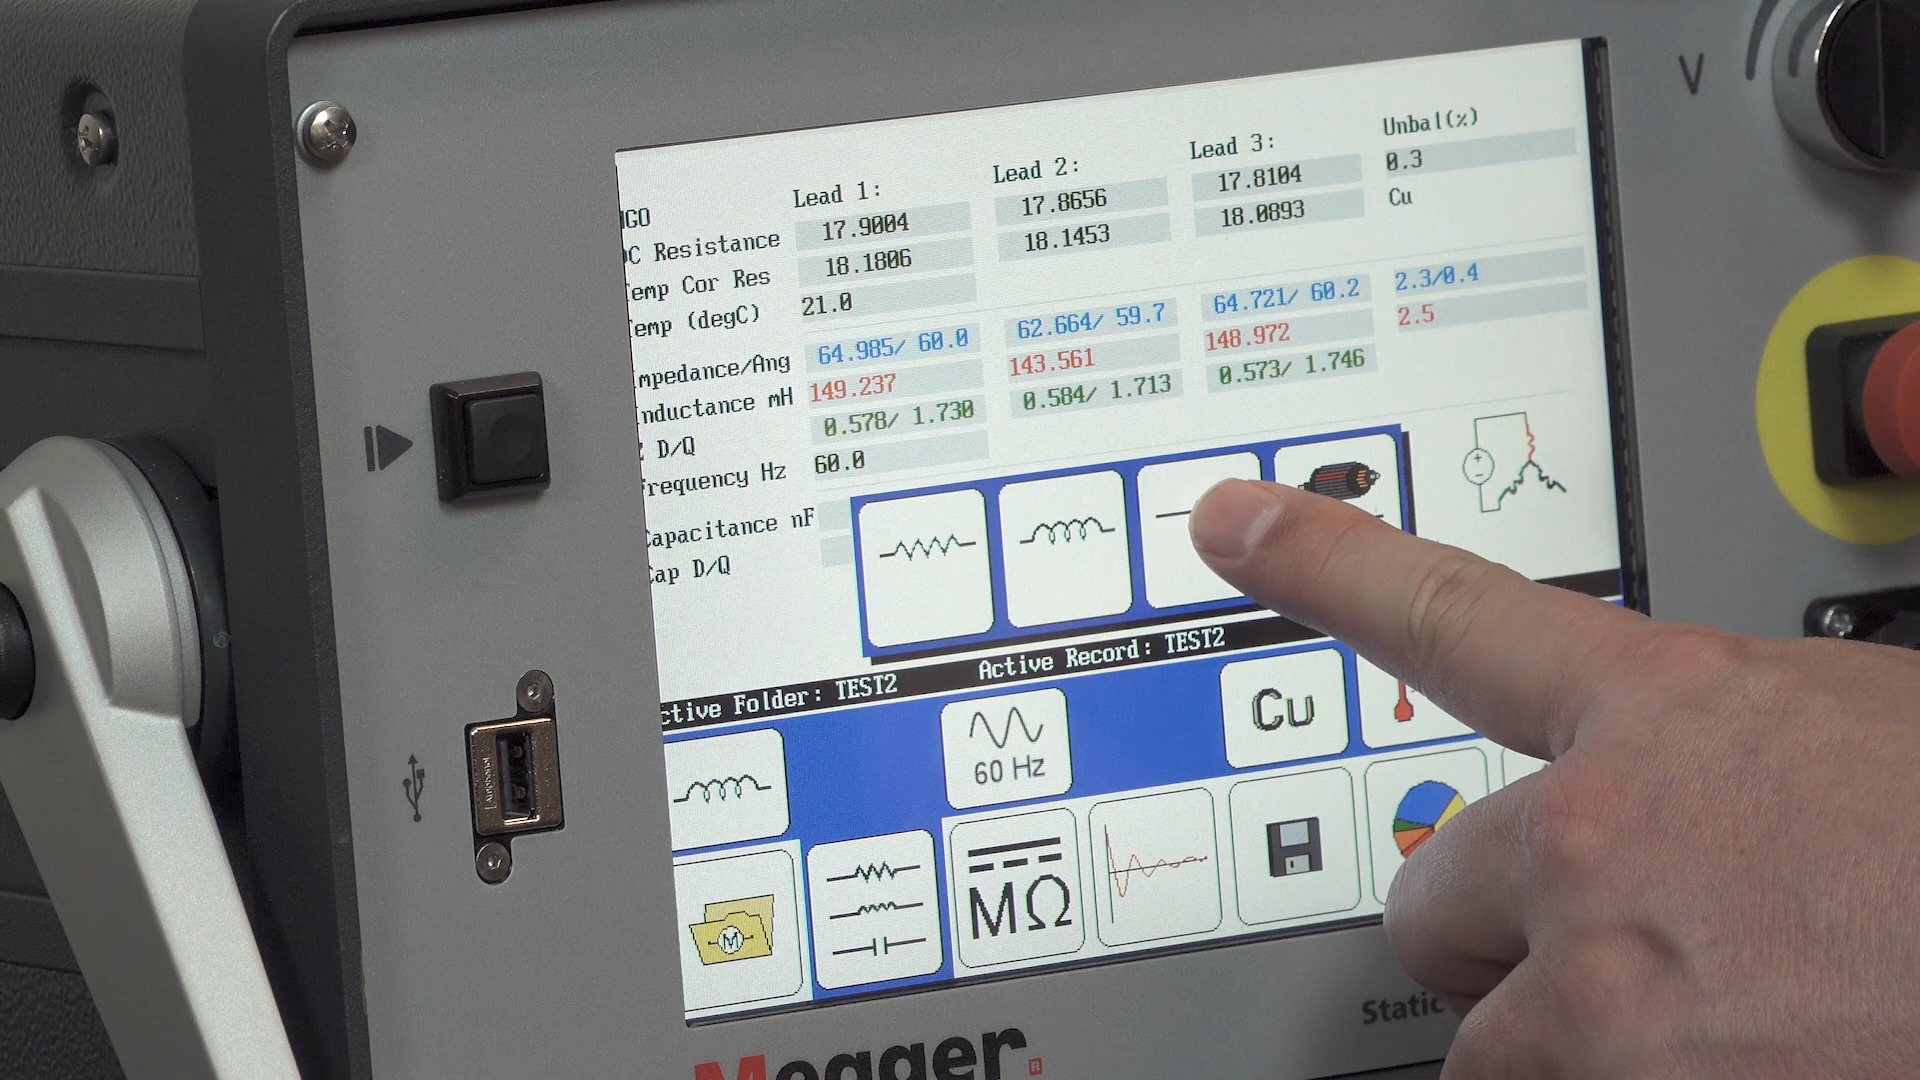 V
Lead 1: Lead 2: Lead 3: Unbal(%)
IGO
C Resistance 17.9004 17.8656 17.8104 0.3
emp Cor Res 18.1806 18.1453 18.0893 Cu
emp (degC) 21.0
mpedance/Ang 64.985/ 60.0 62.664/ 59.7 64.721/ 60.2 2.3/0.4
nductance mH 149.237 143.561 148.972 2.5
D/Q 0.578/ 1.730 0.584/ 1.713 0.573/ 1.746
requency Hz 60.0
apacitance nF
ap D/Q
ctive Folder: TEST2 Active Record: TEST2
60 Hz
Cu
M
MΩ
Megger.
Static